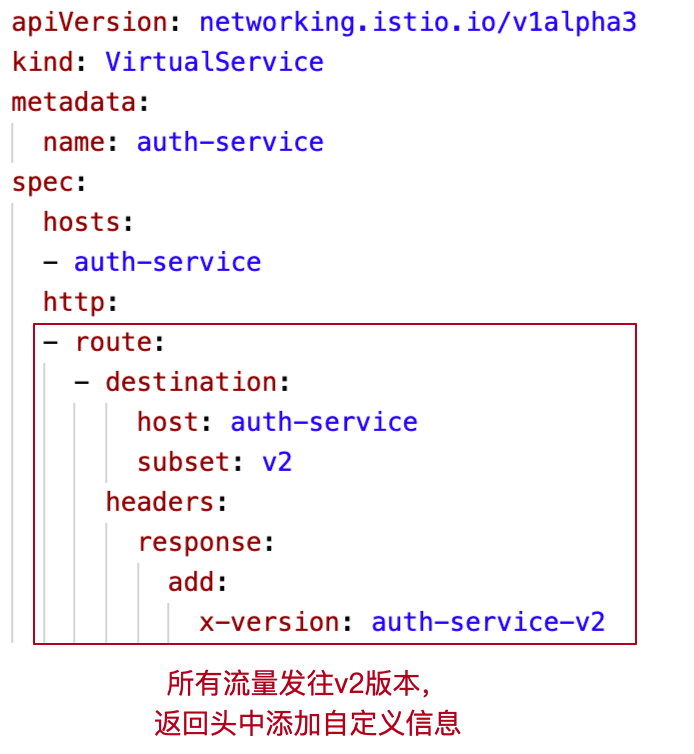 apiVersion: networking.istio.io/v1alpha3
kind: VirtualService
metadata:
  name: auth-service
spec:
  hosts:
  - auth-service
  http:
  - route:
    - destination:
        host: auth-service
        subset: v2
      headers:
        response:
          add:
            x-version: auth-service-v2
所有流量发往v2版本，
返回头中添加自定义信息